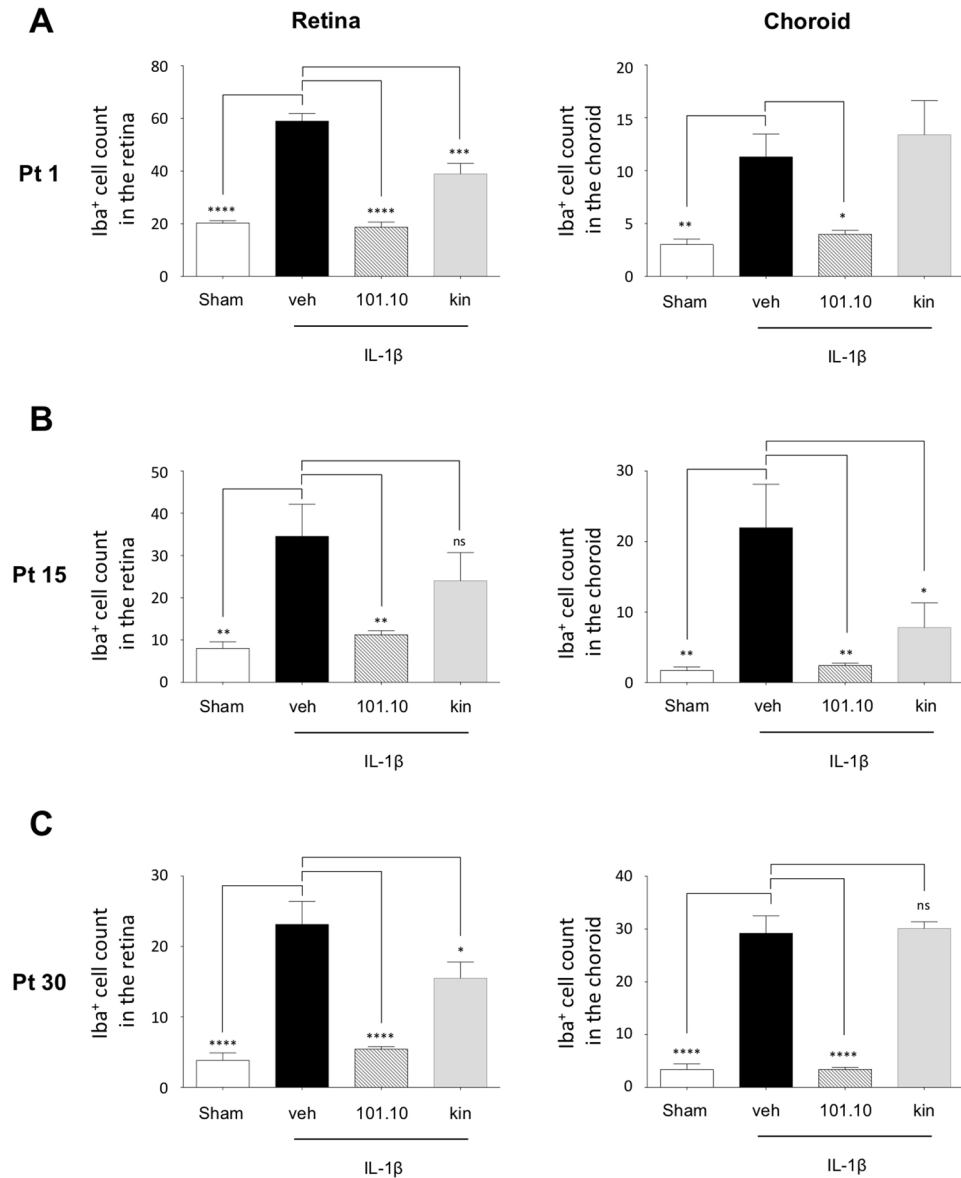 A
Retina
Choroid
Pt 1
Iba⁺ cell count
in the retina
80
60
40
20
0
****
****
***
Sham veh 101.10 kin
IL-1β
Iba⁺ cell count
in the choroid
20
15
10
5
0
**
*
Sham veh 101.10 kin
IL-1β
B
Pt 15
Iba⁺ cell count
in the retina
50
40
30
20
10
0
**
**
ns
Sham veh 101.10 kin
IL-1β
Iba⁺ cell count
in the choroid
30
20
10
0
**
**
*
Sham veh 101.10 kin
IL-1β
C
Pt 30
Iba⁺ cell count
in the retina
30
20
10
0
****
****
*
Sham veh 101.10 kin
IL-1β
Iba⁺ cell count
in the choroid
40
30
20
10
0
****
****
ns
Sham veh 101.10 kin
IL-1β